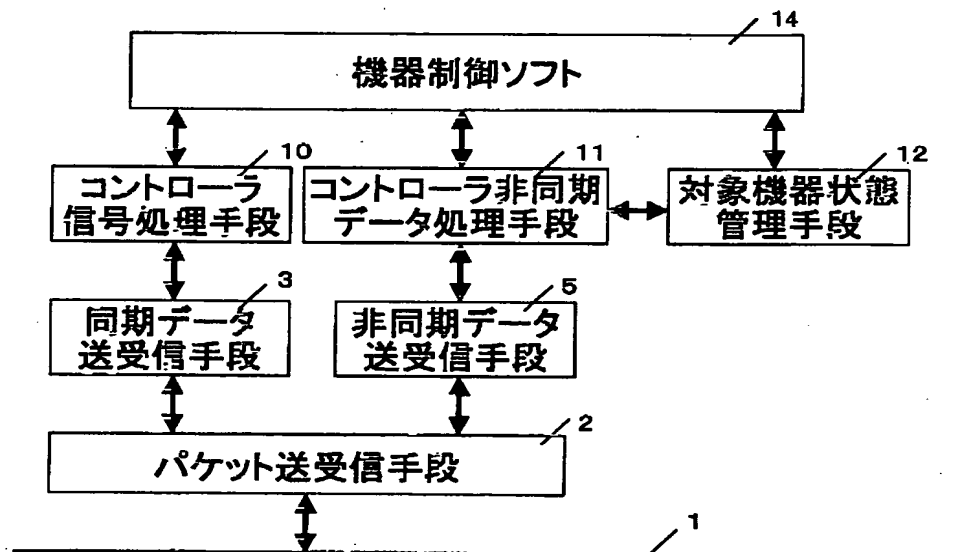 14
機器制御ソフト
10
コントローラ
信号処理手段
11
コントローラ非同期
データ処理手段
12
対象機器状態
管理手段
3
同期データ
送受信手段
5
非同期データ
送受信手段
2
パケット送受信手段
1